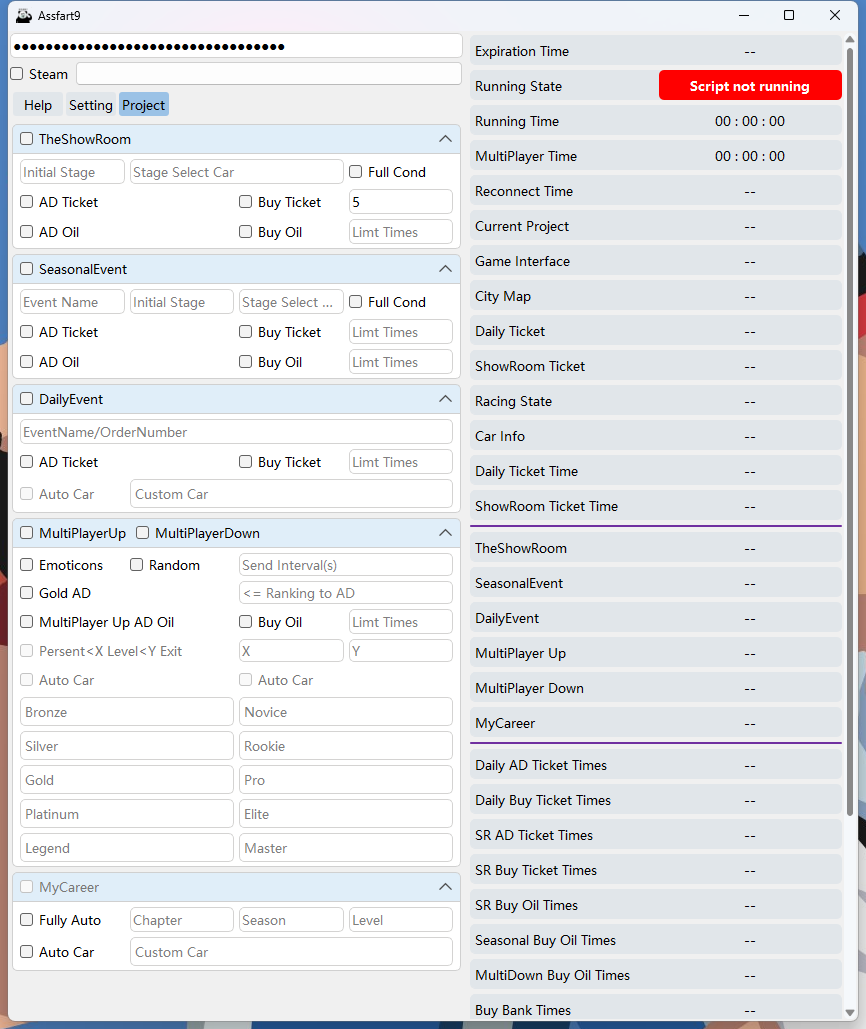 Assfart9
●●●●●●●●●●●●●●●●●●●●●●●●●●●●●●●●●●
Steam
Help Setting Project
TheShowRoom
Initial Stage Stage Select Car Full Cond
AD Ticket Buy Ticket 5
AD Oil Buy Oil Limt Times
SeasonalEvent
Event Name Initial Stage Stage Select ... Full Cond
AD Ticket Buy Ticket Limt Times
AD Oil Buy Oil Limt Times
DailyEvent
EventName/OrderNumber
AD Ticket Buy Ticket Limt Times
Auto Car Custom Car
MultiPlayerUp MultiPlayerDown
Emoticons Random Send Interval(s)
Gold AD <= Ranking to AD
MultiPlayer Up AD Oil Buy Oil Limt Times
Persent<X Level<Y Exit X Y
Auto Car Auto Car
Bronze Novice
Silver Rookie
Gold Pro
Platinum Elite
Legend Master
MyCareer
Fully Auto Chapter Season Level
Auto Car Custom Car
Expiration Time --
Running State Script not running
Running Time 00 : 00 : 00
MultiPlayer Time 00 : 00 : 00
Reconnect Time --
Current Project --
Game Interface --
City Map --
Daily Ticket --
ShowRoom Ticket --
Racing State --
Car Info --
Daily Ticket Time --
ShowRoom Ticket Time --
TheShowRoom --
SeasonalEvent --
DailyEvent --
MultiPlayer Up --
MultiPlayer Down --
MyCareer --
Daily AD Ticket Times --
Daily Buy Ticket Times --
SR AD Ticket Times --
SR Buy Ticket Times --
SR Buy Oil Times --
Seasonal Buy Oil Times --
MultiDown Buy Oil Times --
Buy Bank Times --